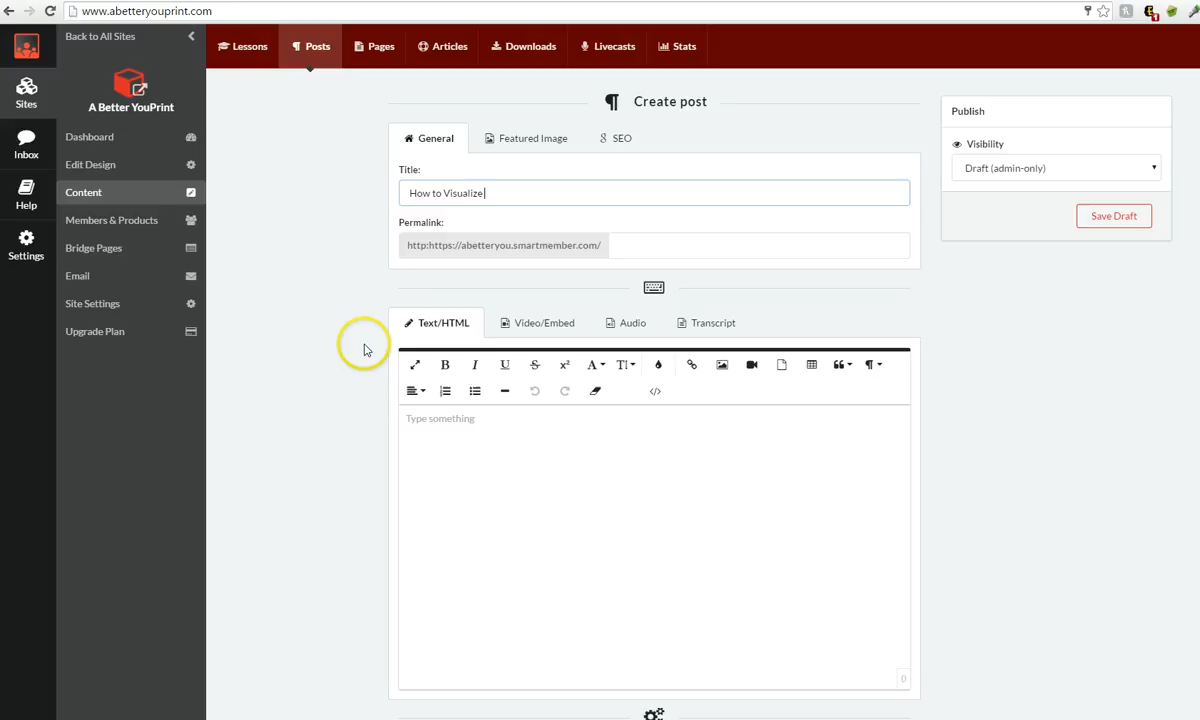 www.abetteryouprint.com
Back to All Sites
Lessons
Posts
Pages
Articles
Downloads
Livecasts
Stats
Sites
Inbox
Help
Settings
A Better YouPrint
Dashboard
Edit Design
Content
Members & Products
Bridge Pages
Email
Site Settings
Upgrade Plan
Create post
General
Featured Image
SEO
Title:
How to Visualize
Permalink:
http:https://abetteryou.smartmember.com/
Text/HTML
Video/Embed
Audio
Transcript
Type something
0
Publish
Visibility
Draft (admin-only)
Save Draft